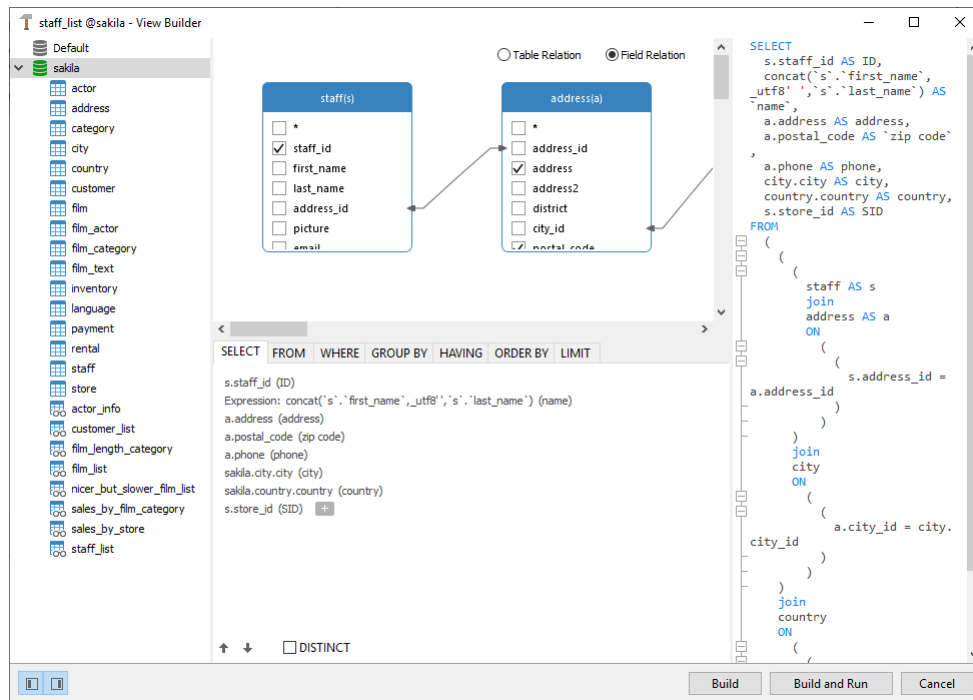 staff_list @sakila - View Builder
Default
sakila
actor
address
category
city
country
customer
film
film_actor
film_category
film_text
inventory
language
payment
rental
staff
store
actor_info
customer_list
film_length_category
film_list
nicer_but_slower_film_list
sales_by_film_category
sales_by_store
staff_list
Table Relation Field Relation
staff(s)
*
staff_id
first_name
last_name
address_id
picture
email
address(a)
*
address_id
address
address2
district
city_id
postal_code
SELECT FROM WHERE GROUP BY HAVING ORDER BY LIMIT
s.staff_id (ID)
Expression: concat(`s`.`first_name`,_utf8'',`s`.`last_name`) (name)
a.address (address)
a.postal_code (zip code)
a.phone (phone)
sakila.city.city (city)
sakila.country.country (country)
s.store_id (SID) +
DISTINCT
SELECT
s.staff_id AS ID,
concat(`s`.`first_name`,
_utf8' ',`s`.`last_name`) AS
`name`,
a.address AS address,
a.postal_code AS `zip code`
,
a.phone AS phone,
city.city AS city,
country.country AS country,
s.store_id AS SID
FROM
(
(
(
staff AS s
join
address AS a
ON
(
(
s.address_id =
a.address_id
)
)
)
join
city
ON
(
(
a.city_id = city.
city_id
)
)
)
join
country
ON
(
(
Build Build and Run Cancel